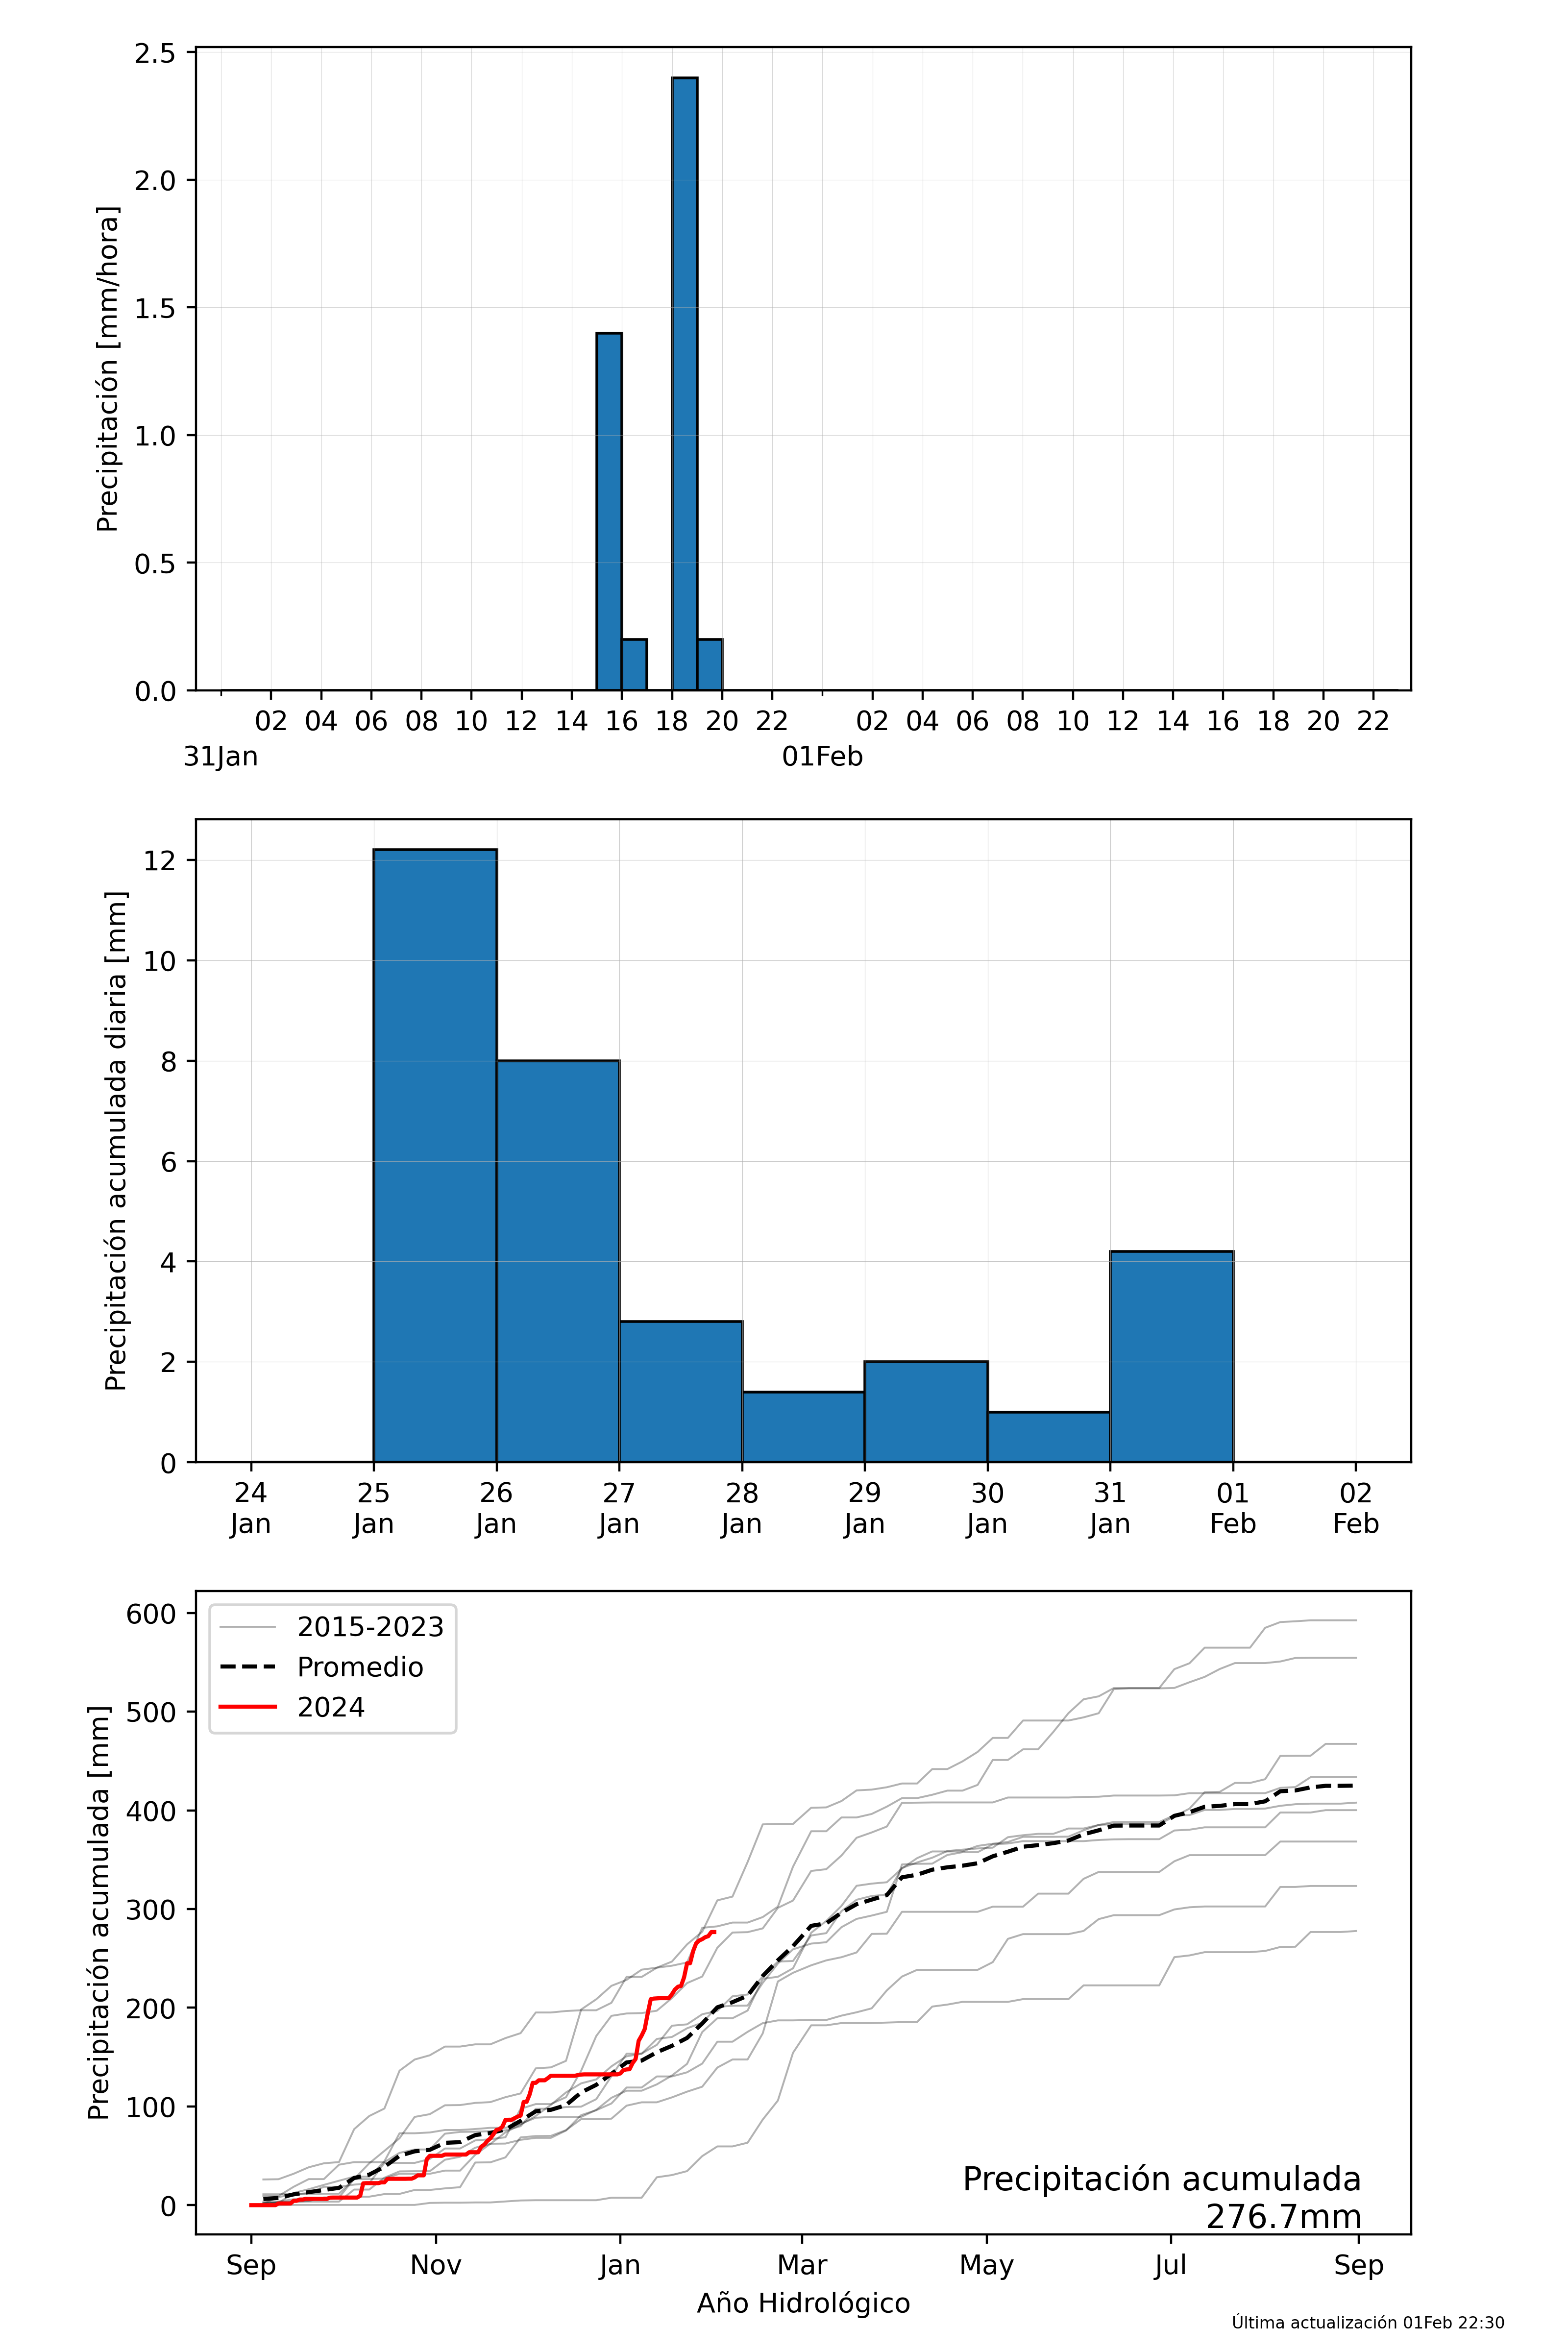 2.5
2.0
1.5
1.0
0.5
0.0
Precipitación [mm/hora]
02 04 06 08 10 12 14 16 18 20 22 02 04 06 08 10 12 14 16 18 20 22
31Jan 01Feb
12
10
8
6
4
2
0
Precipitación acumulada diaria [mm]
24 25 26 27 28 29 30 31 01 02
Jan Jan Jan Jan Jan Jan Jan Jan Feb Feb
600
500
400
300
200
100
0
Precipitación acumulada [mm]
2015-2023
Promedio
2024
Precipitación acumulada
276.7mm
Sep Nov Jan Mar May Jul Sep
Año Hidrológico
Última actualización 01Feb 22:30